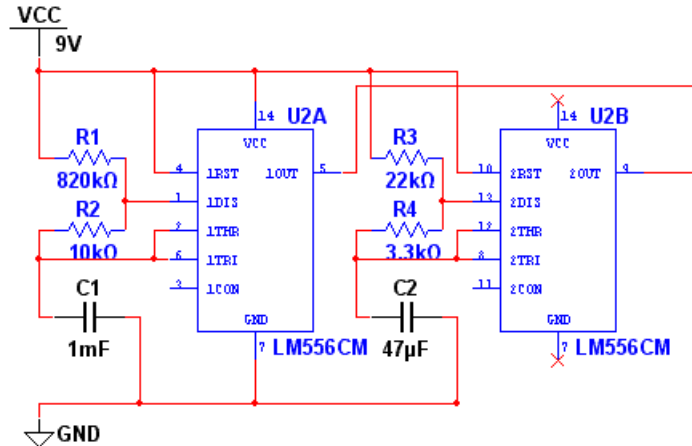 VCC
9V
14 U2A
14 U2B
VCC
VCC
R1
820kΩ
R2
10kΩ
4 1RST 1OUT 5
1 1DIS
2 1THR
6 1TRI
3 1CON
GND
7 LM556CM
C1
1mF
R3
22kΩ
R4
3.3kΩ
10 2RST 2OUT 9
13 2DIS
12 2THR
8 2TRI
11 2CON
GND
7 LM556CM
C2
47µF
GND